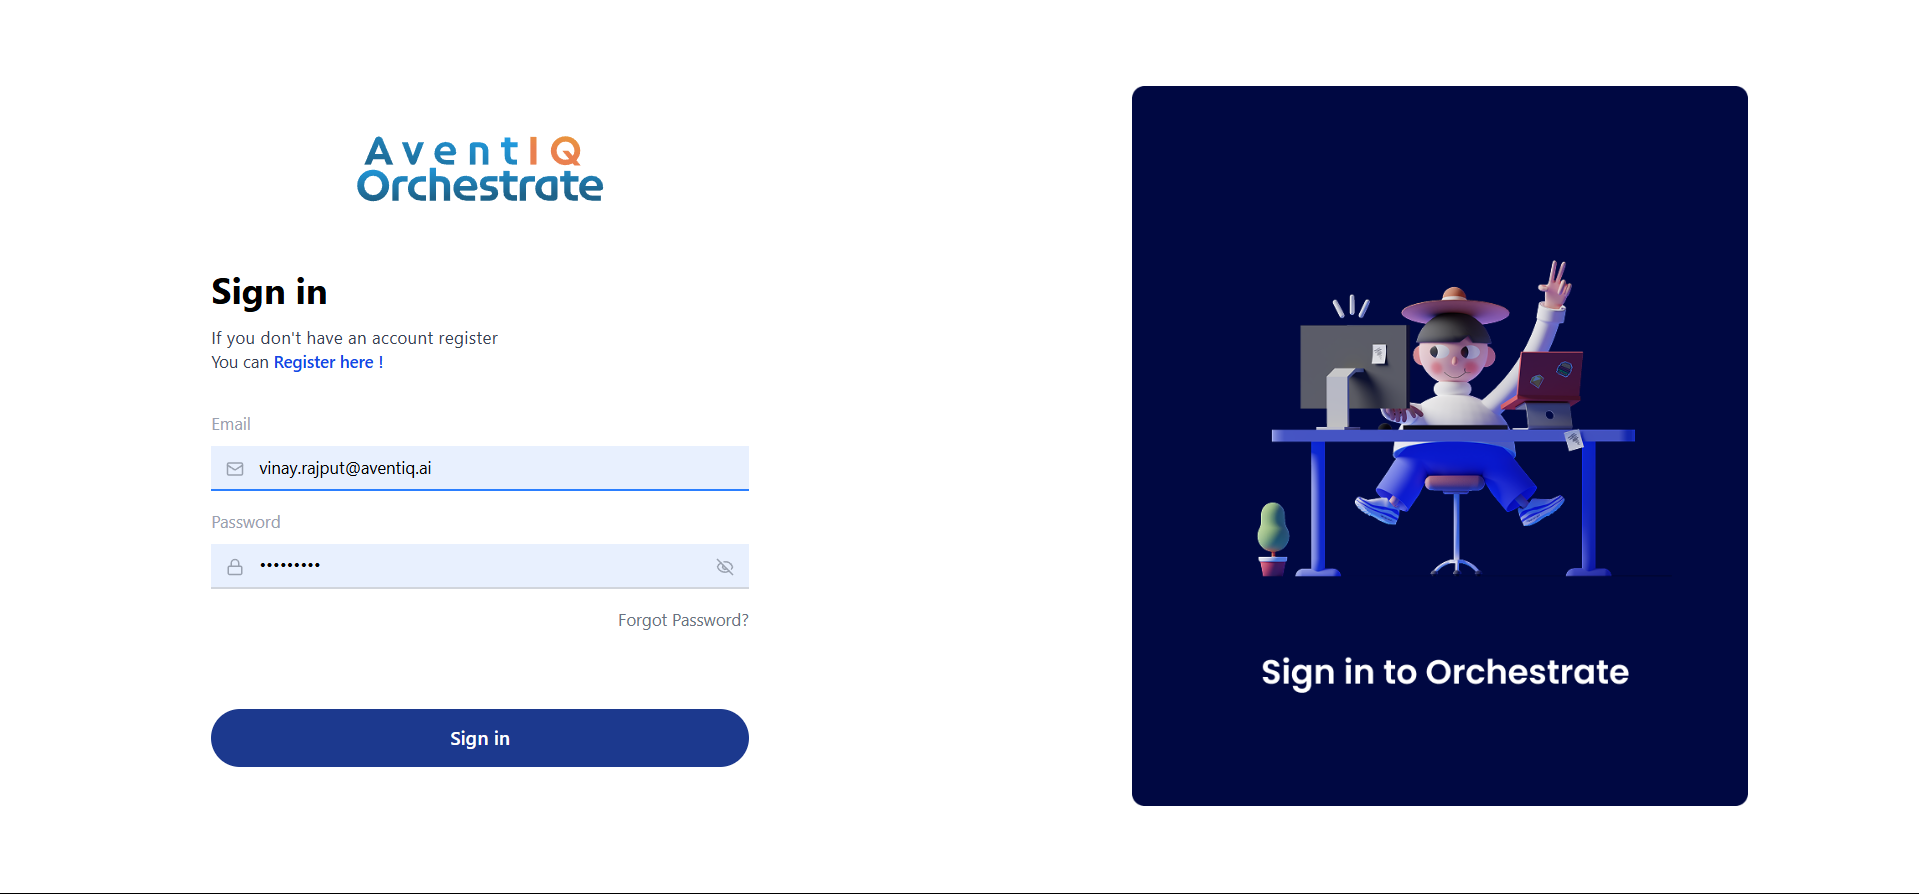 AventIQ
Orchestrate
Sign in
If you don't have an account register
You can Register here !
Email
vinay.rajput@aventiq.ai
Password
•••••••••
Forgot Password?
Sign in
Sign in to Orchestrate